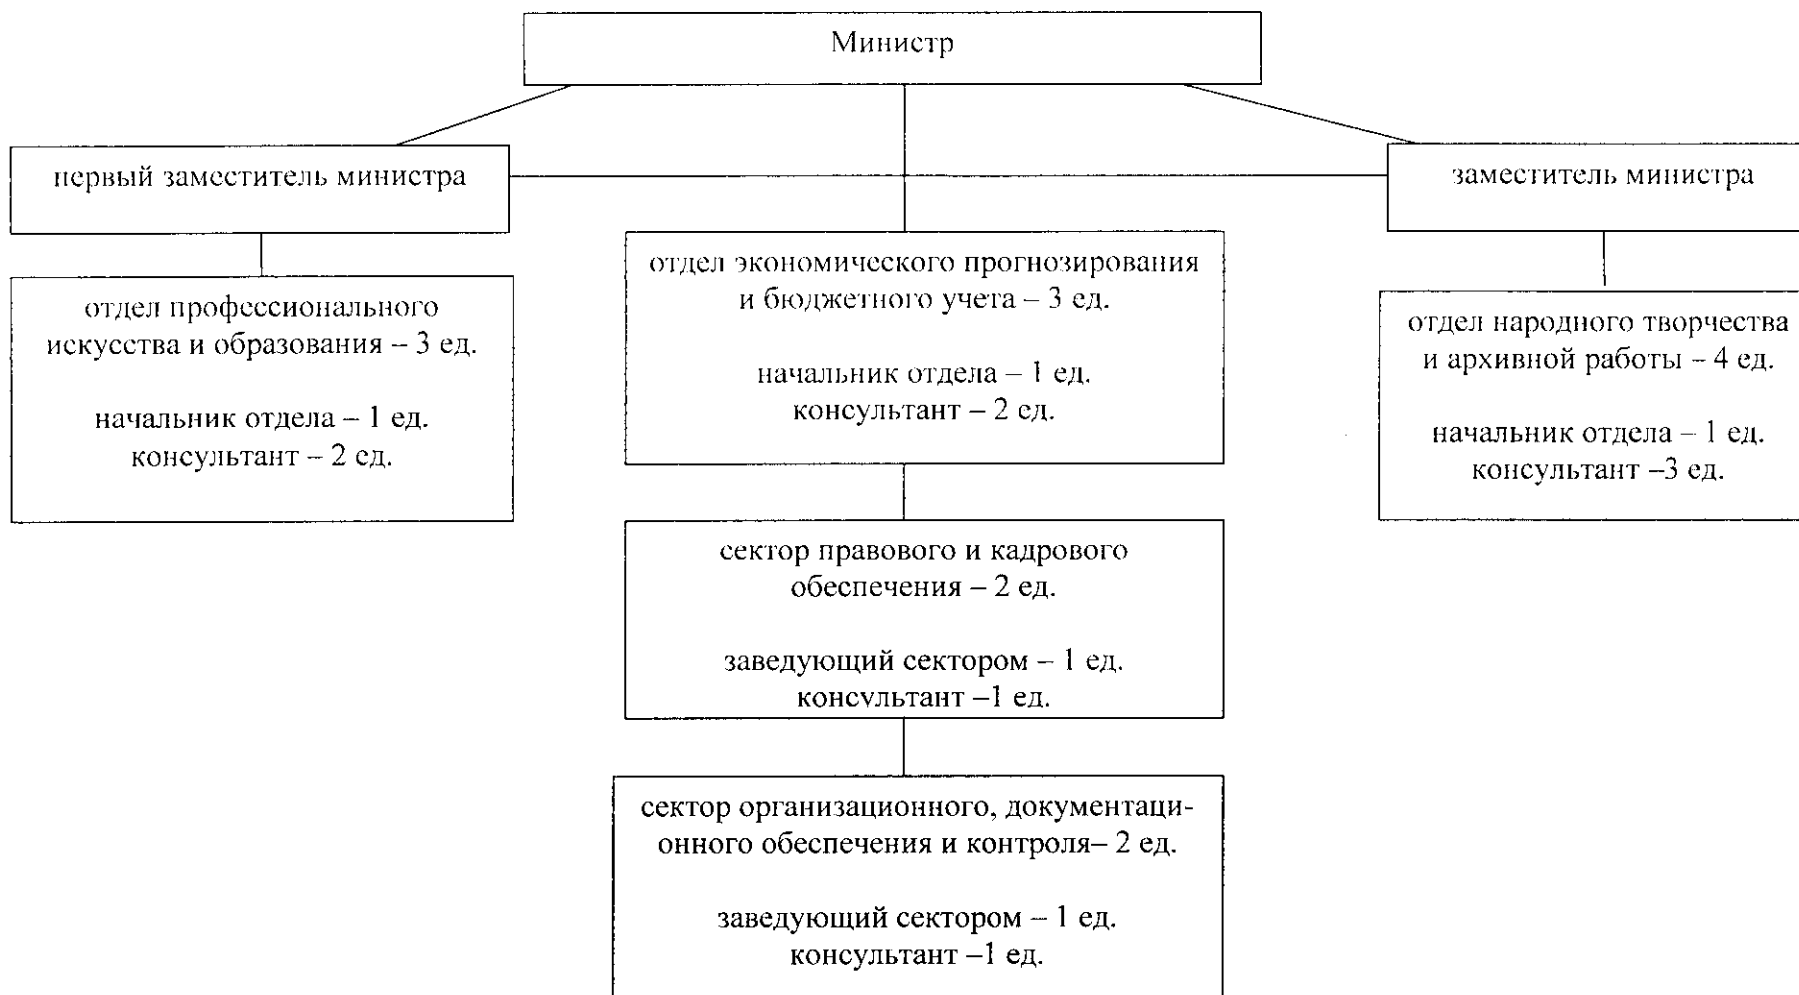 Министр
первый заместитель министра
заместитель министра
отдел профессионального
искусства и образования – 3 ед.
начальник отдела – 1 ед.
консультант – 2 ед.
отдел экономического прогнозирования
и бюджетного учета – 3 ед.
начальник отдела – 1 ед.
консультант – 2 ед.
отдел народного творчества
и архивной работы – 4 ед.
начальник отдела – 1 ед.
консультант –3 ед.
сектор правового и кадрового
обеспечения – 2 ед.
заведующий сектором – 1 ед.
консультант –1 ед.
сектор организационного, документаци-
онного обеспечения и контроля– 2 ед.
заведующий сектором – 1 ед.
консультант –1 ед.